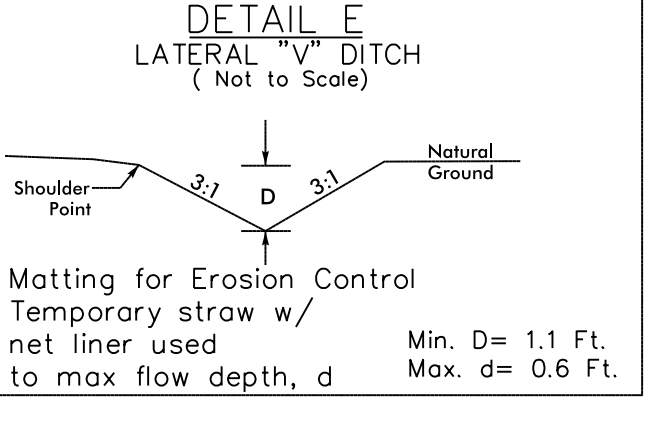 DETAIL E
LATERAL "V" DITCH
( Not to Scale)
Natural
Ground
Shoulder
Point
3:1
D
3:1
Matting for Erosion Control
Temporary straw w/
net liner used
to max flow depth, d
Min. D= 1.1 Ft.
Max. d= 0.6 Ft.